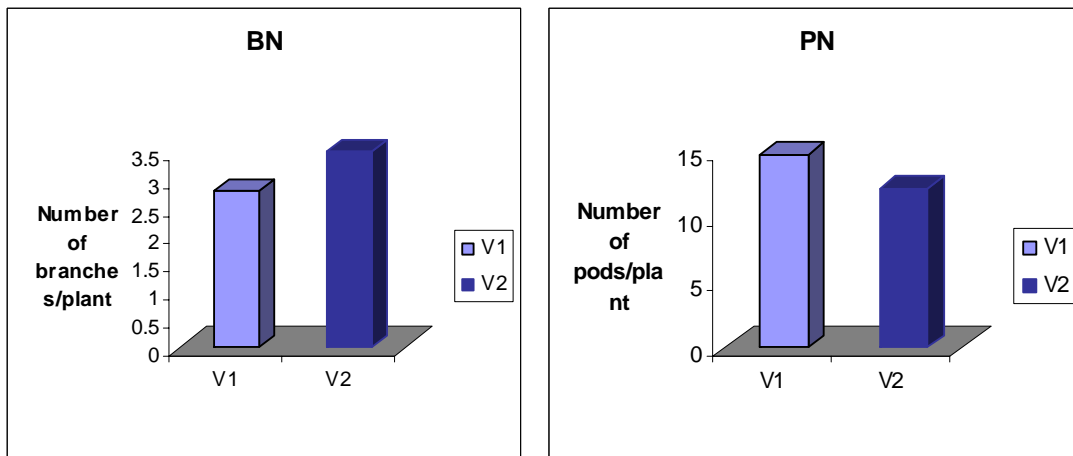 BN
3.5
3
2.5
2
1.5
1
0.5
0
Number
of
branche
s/plant
V1
V2
V1
V2
PN
15
10
5
0
Number
of
pods/pla
nt
V1
V2
V1
V2